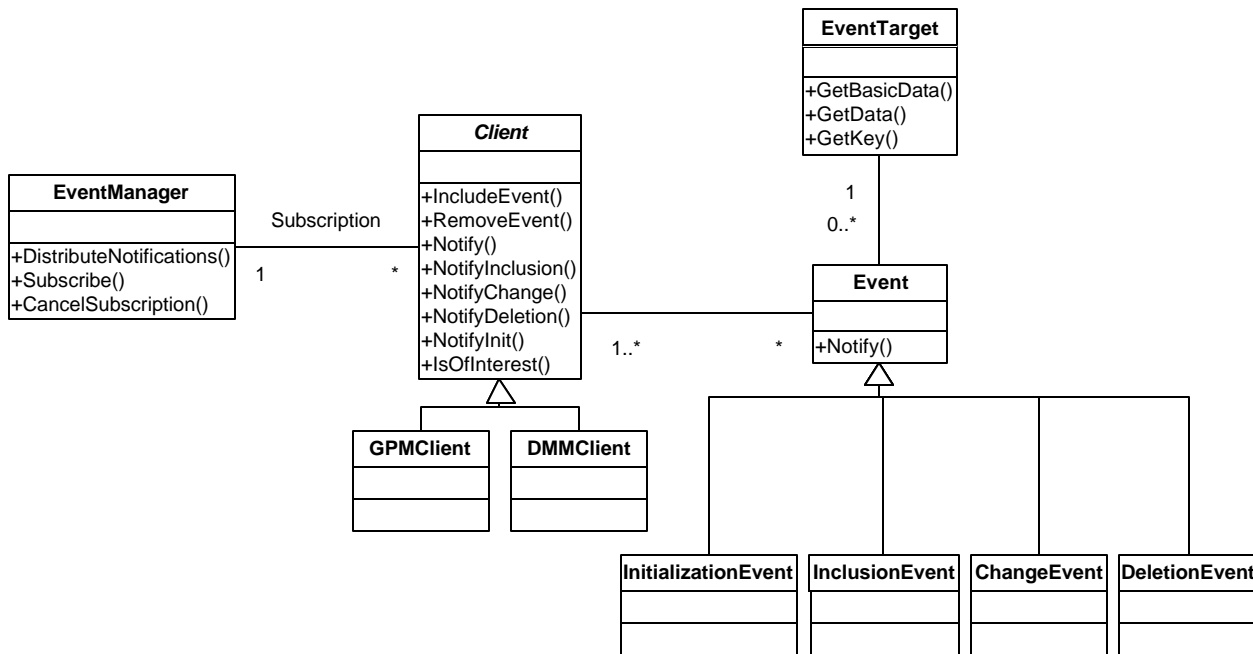 EventTarget
+GetBasicData()
+GetData()
+GetKey()
Client
+IncludeEvent()
+RemoveEvent()
+Notify()
+NotifyInclusion()
+NotifyChange()
+NotifyDeletion()
+NotifyInit()
+IsOfInterest()
EventManager
+DistributeNotifications()
+Subscribe()
+CancelSubscription()
Subscription
1
*
1
0..*
Event
+Notify()
1..*
*
GPMClient
DMMClient
InitializationEvent
InclusionEvent
ChangeEvent
DeletionEvent